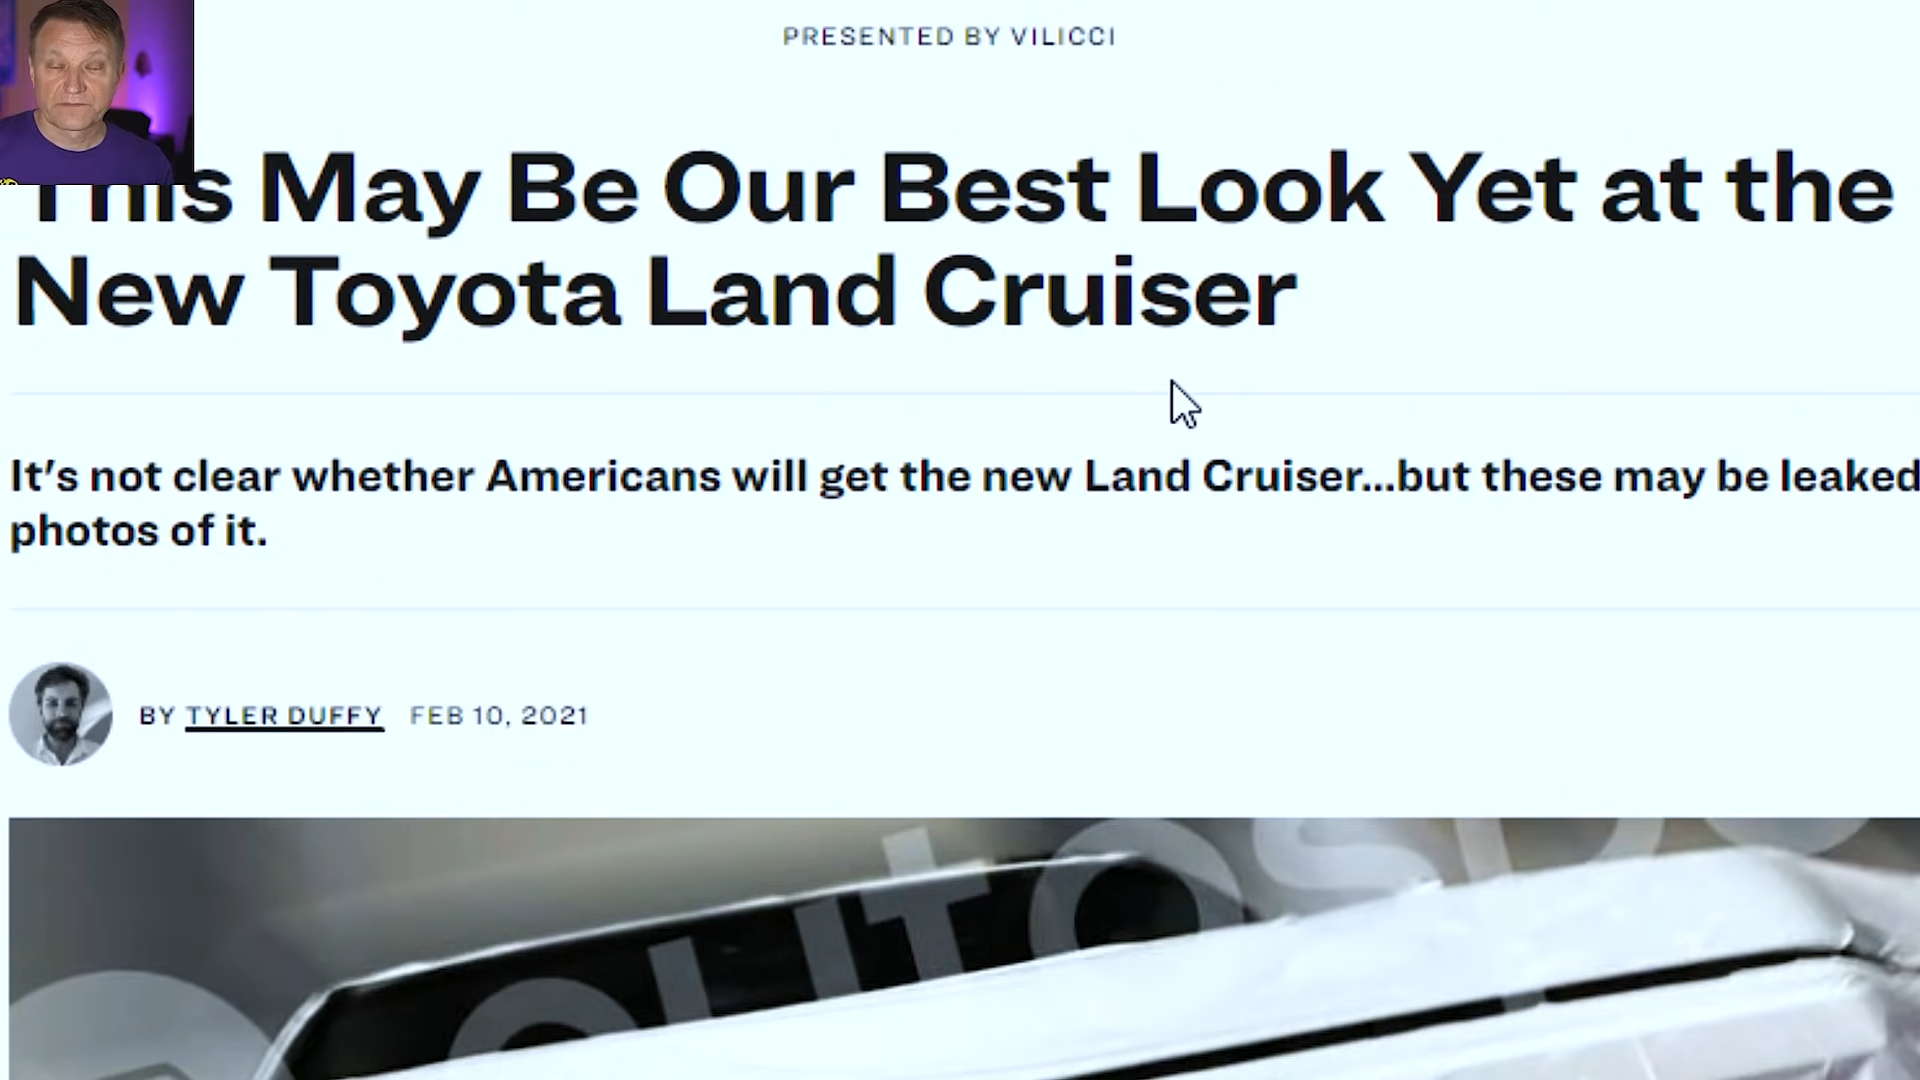 PRESENTED BY VILICCI
This May Be Our Best Look Yet at the
New Toyota Land Cruiser
It's not clear whether Americans will get the new Land Cruiser...but these may be leaked
photos of it.
BY TYLER DUFFY FEB 10, 2021